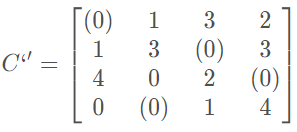 C‘’ =
(0) 1 3 2
1 3 (0) 3
4 0 2 (0)
0 (0) 1 4